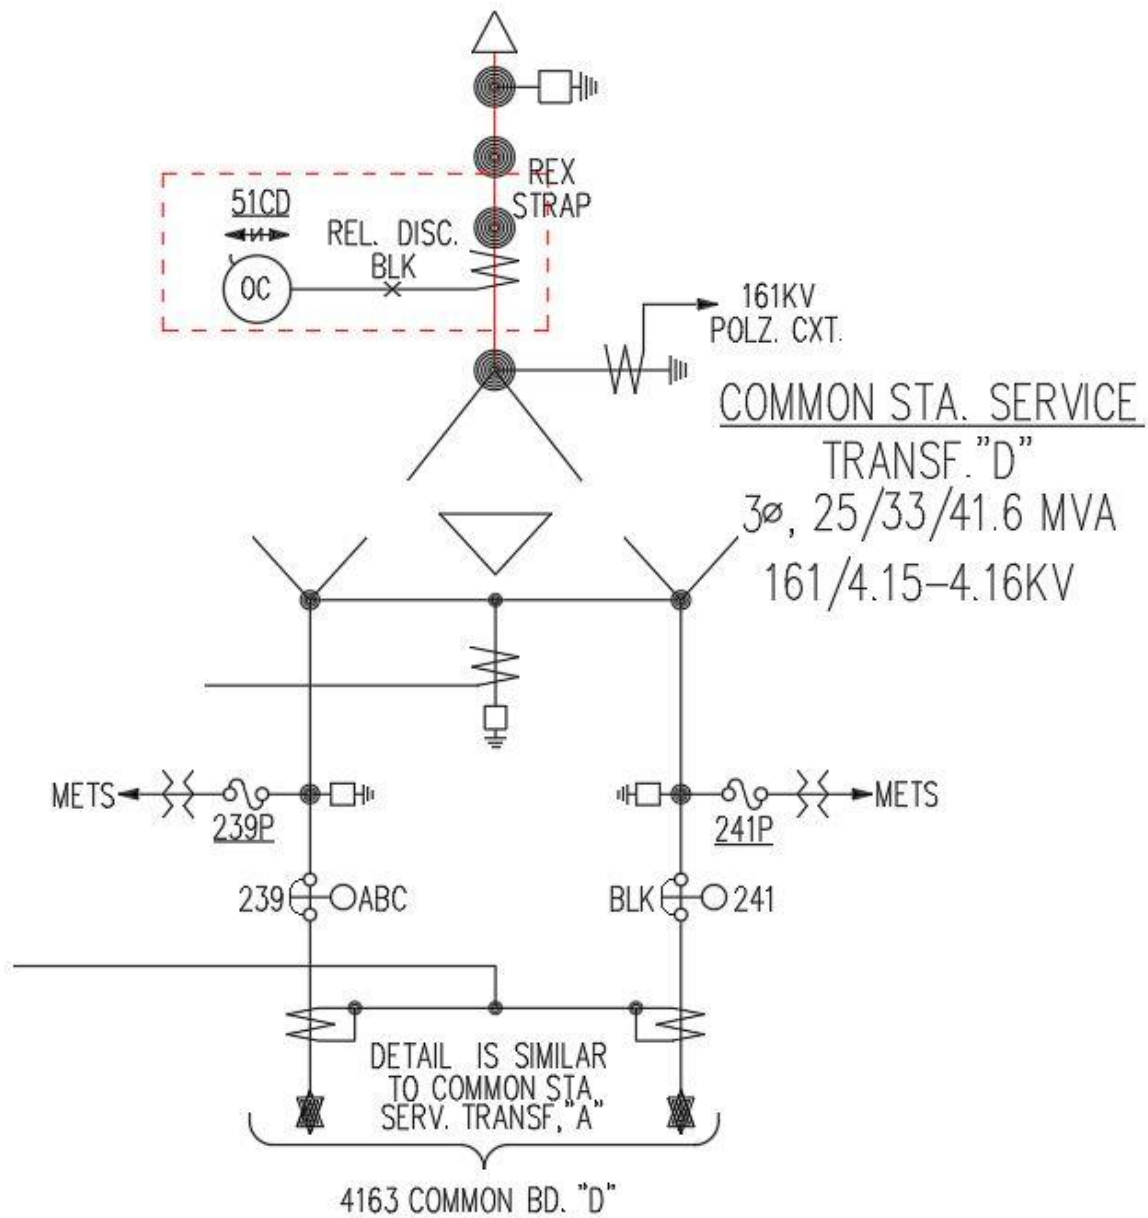 REX
STRAP
51CD
REL. DISC.
BLK
OC
161KV
POLZ. CXT.
COMMON STA. SERVICE
TRANSF."D"
3ø, 25/33/41.6 MVA
161/4.15-4.16KV
METS
239P
241P
METS
239
ABC
BLK
241
DETAIL IS SIMILAR
TO COMMON STA
SERV. TRANSF,"A"
4163 COMMON BD. "D"